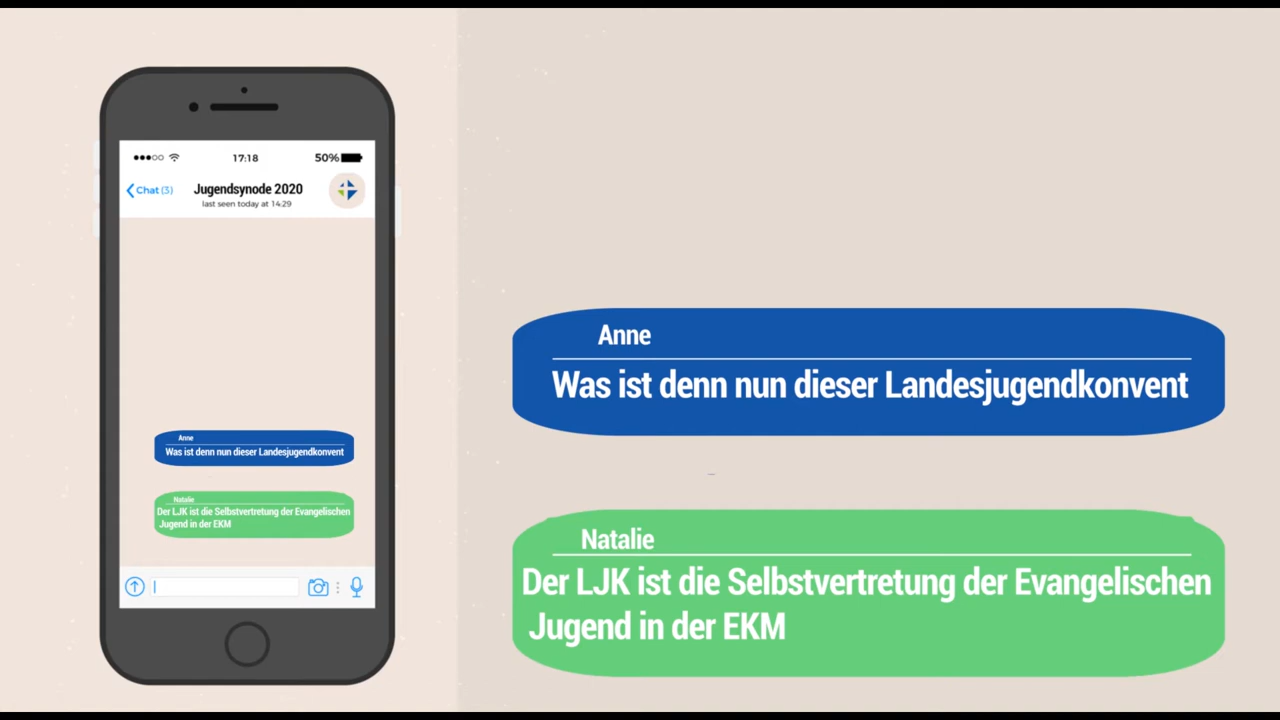 17:18
50%
Chat (3)
Jugendsynode 2020
last seen today at 14:29
Anne
Was ist denn nun dieser Landesjugendkonvent
Natalie
Der LJK ist die Selbstvertretung der Evangelischen
Jugend in der EKM
Anne
Was ist denn nun dieser Landesjugendkonvent
Natalie
Der LJK ist die Selbstvertretung der Evangelischen
Jugend in der EKM